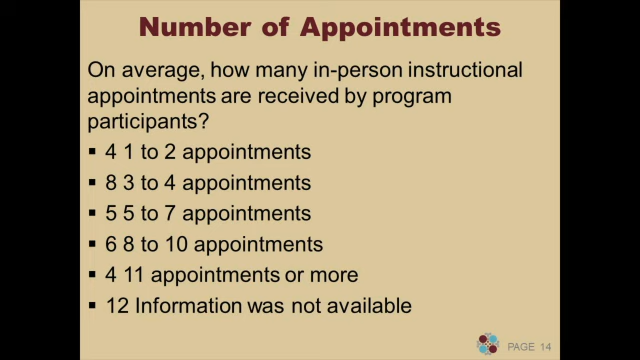 Number of Appointments
On average, how many in-person instructional
appointments are received by program
participants?
▪ 4 1 to 2 appointments
▪ 8 3 to 4 appointments
▪ 5 5 to 7 appointments
▪ 6 8 to 10 appointments
▪ 4 11 appointments or more
▪ 12 Information was not available
PAGE 14